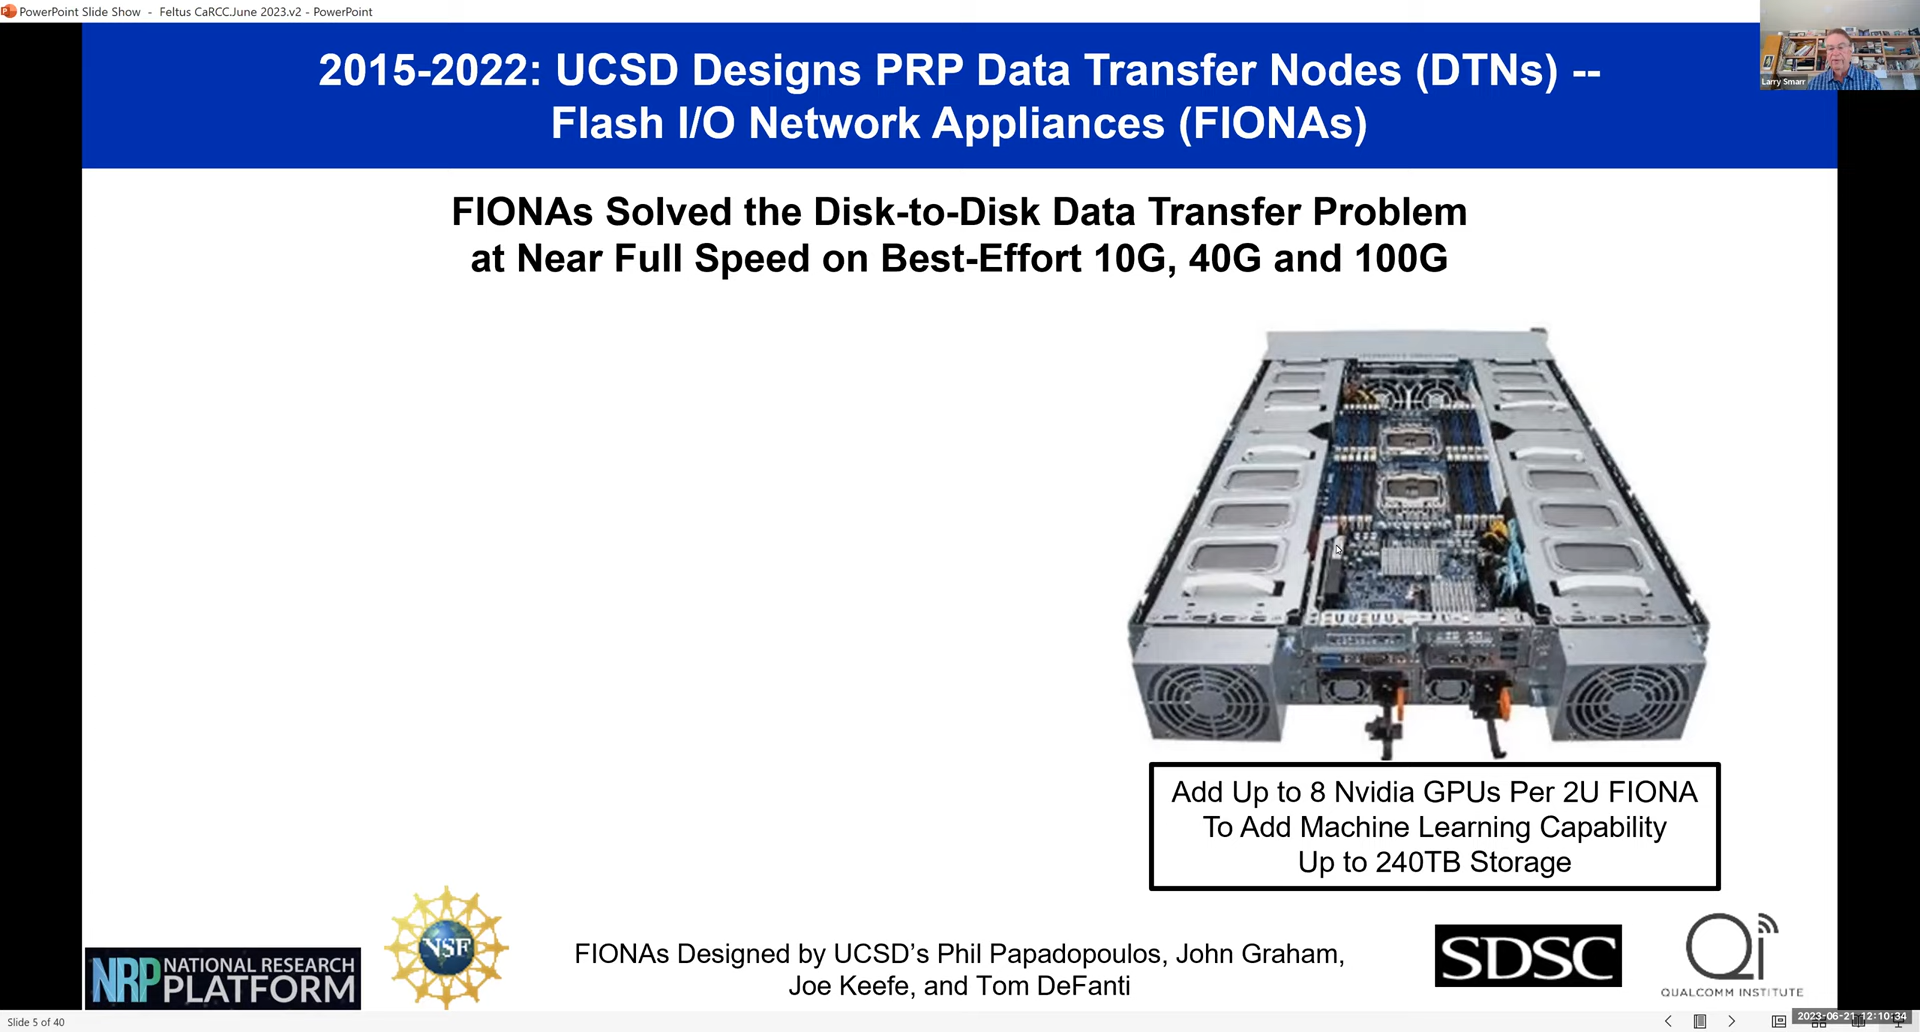 PowerPoint Slide Show - Feltus CaRCC.June 2023.v2 - PowerPoint
2015-2022: UCSD Designs PRP Data Transfer Nodes (DTNs) --
Flash I/O Network Appliances (FIONAs)
Larry Smarr
FIONAs Solved the Disk-to-Disk Data Transfer Problem
at Near Full Speed on Best-Effort 10G, 40G and 100G
Add Up to 8 Nvidia GPUs Per 2U FIONA
To Add Machine Learning Capability
Up to 240TB Storage
NRP NATIONAL RESEARCH
PLATFORM
NSF
FIONAs Designed by UCSD’s Phil Papadopoulos, John Graham,
Joe Keefe, and Tom DeFanti
SDSC
Qi
QUALCOMM INSTITUTE
Slide 5 of 40
2023-06-21 12:10:34